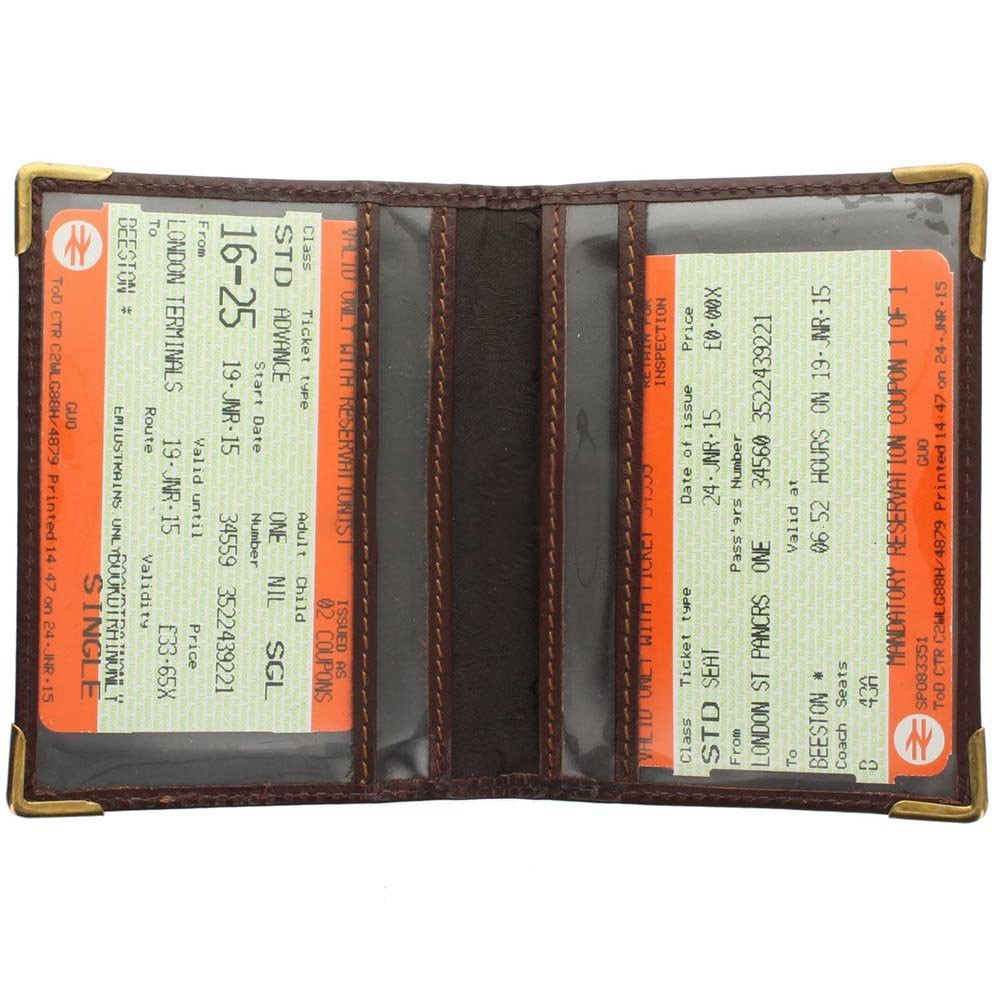 VALID ONLY WITH RESERVATION
ISSUED AS
02 COUPONS
Class Ticket type Adult Child
STD ADVANCE ONE NIL SGL
Start Date Number
16-25 19·JNR·15 34559 3522439221
From Valid until Price
LONDON TERMINALS 19·JNR·15 £33·65X
To Route Validity
BEESTON *
SINGLE
GUO
ToD CTR C2WLG88H/4879 Printed 14:47 on 24·JNR·15
RETAIN FOR
INSPECTION
VALID ONLY WITH TICKET
Class Ticket type Date of issue Price
STD SEAT 24·JNR·15 £0·00X
From Pass'grs Number
LONDON ST PANCRS ONE 34560 3522439221
To Valid at
BEESTON * 06:52 HOURS ON 19·JNR·15
Coach Seats
D 43A
MANDATORY RESERVATION COUPON 1 OF 1
SP083351 GUO
ToD CTR C2WLG88H/4879 Printed 14:47 on 24·JNR·15